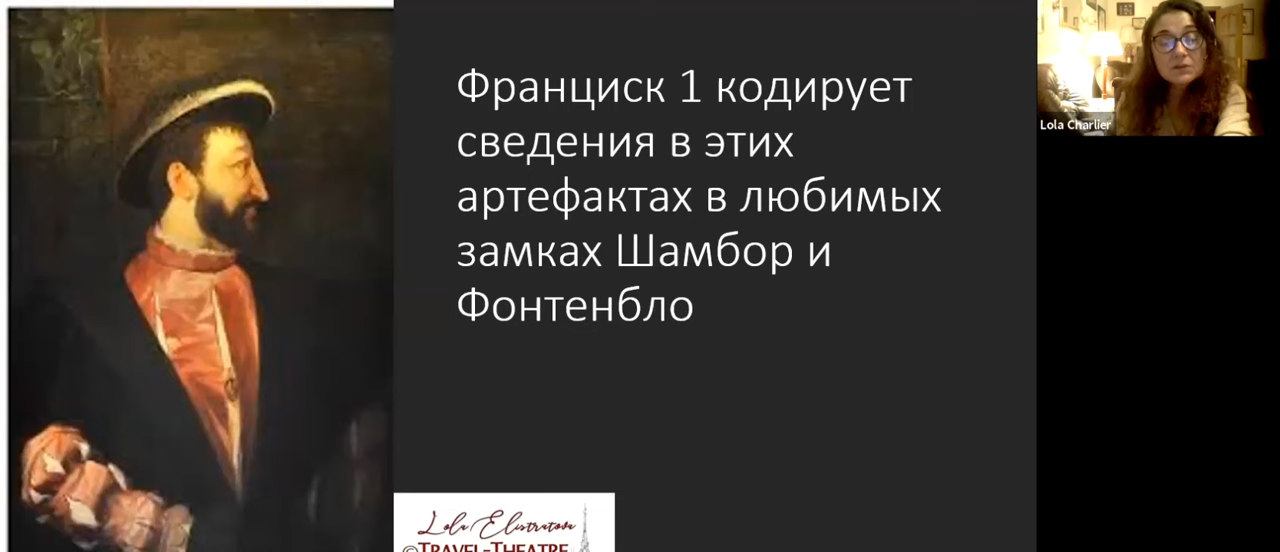 Франциск 1 кодирует
сведения в этих
артефактах в любимых
замках Шамбор и
Фонтенбло
Lola Charlier
Lola Elistratova
©TRAVEL-THEATRE